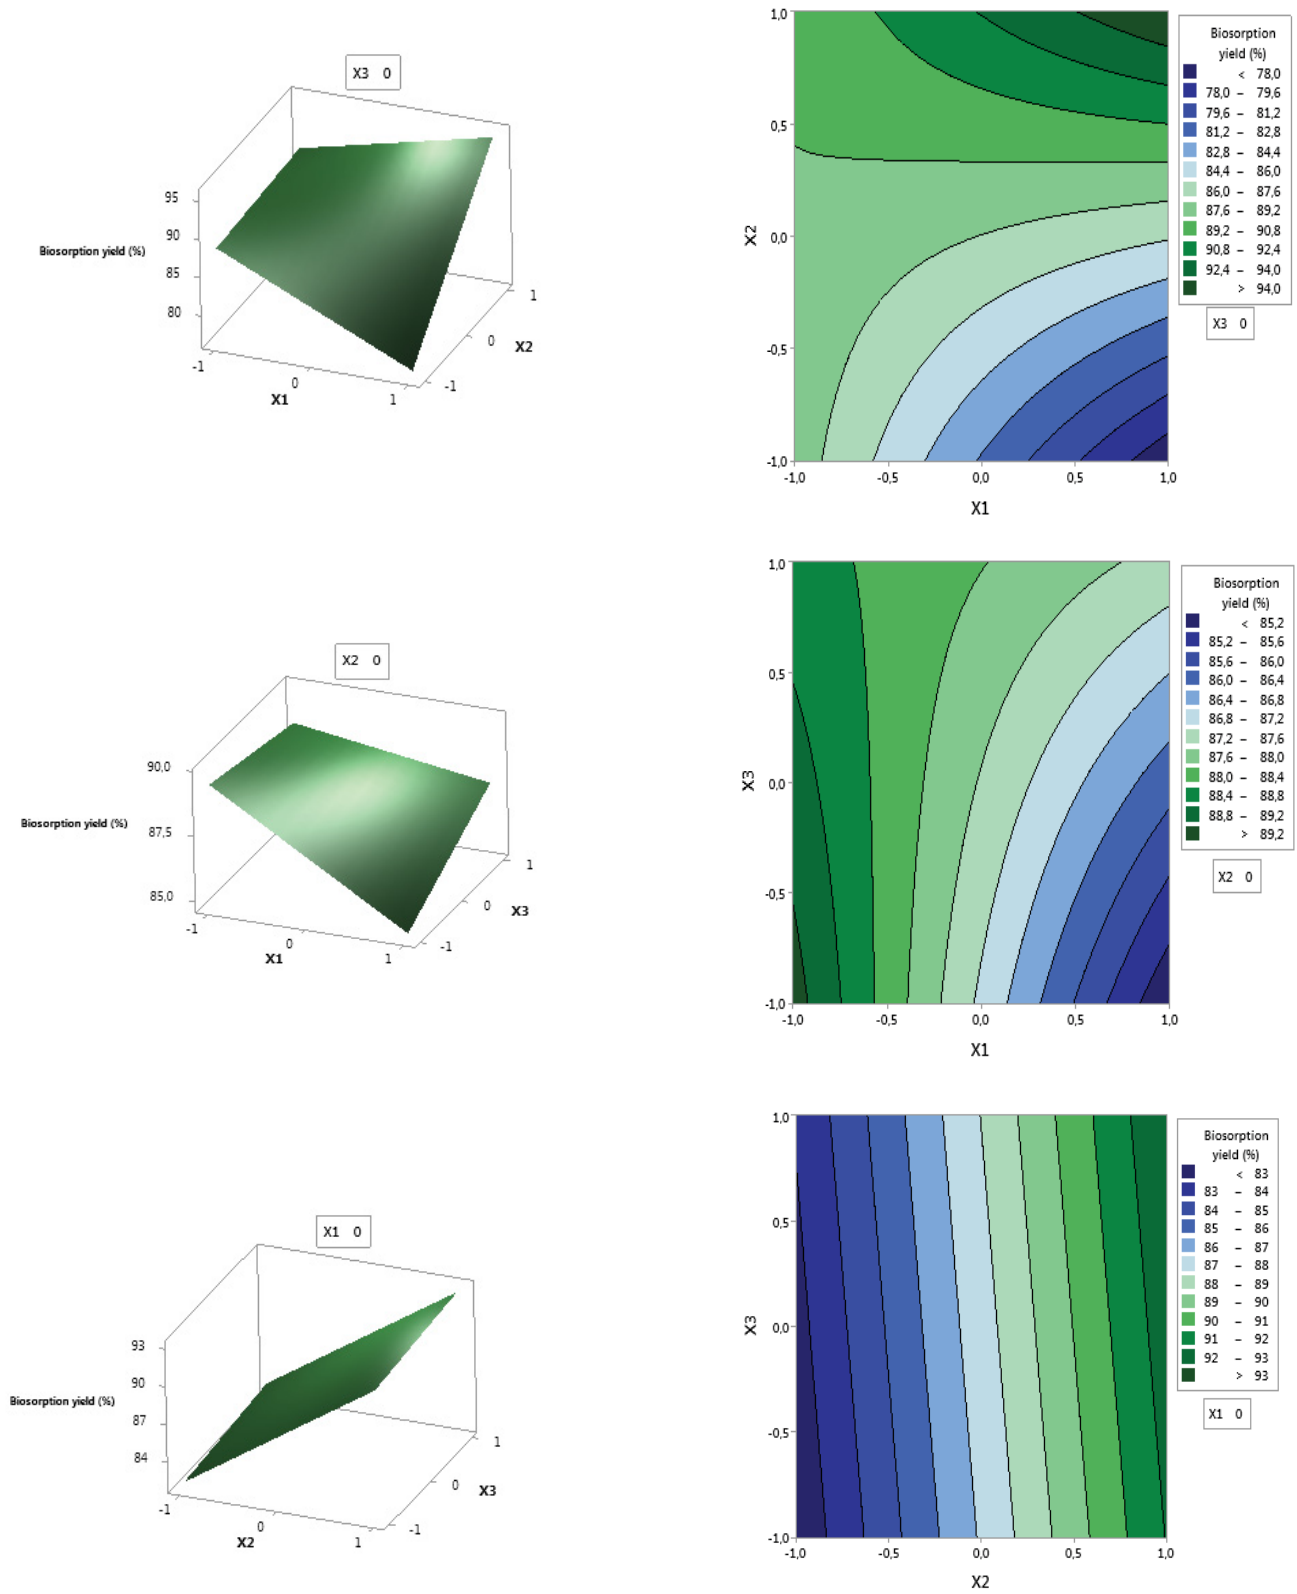 X3 0
95
90
Biosorption yield (%)
85
80
-1
0
X1
1
-1
0
X2
1
1,0
0,5
0,0
-0,5
-1,0
X2
-1,0 -0,5 0,0 0,5 1,0
X1
Biosorption
yield (%)
< 78,0
78,0 – 79,6
79,6 – 81,2
81,2 – 82,8
82,8 – 84,4
84,4 – 86,0
86,0 – 87,6
87,6 – 89,2
89,2 – 90,8
90,8 – 92,4
92,4 – 94,0
> 94,0
X3 0
X2 0
90,0
Biosorption yield (%)
87,5
85,0
-1
0
X1
1
-1
0
X3
1
1,0
0,5
0,0
-0,5
-1,0
X3
-1,0 -0,5 0,0 0,5 1,0
X1
Biosorption
yield (%)
< 85,2
85,2 – 85,6
85,6 – 86,0
86,0 – 86,4
86,4 – 86,8
86,8 – 87,2
87,2 – 87,6
87,6 – 88,0
88,0 – 88,4
88,4 – 88,8
88,8 – 89,2
> 89,2
X2 0
X1 0
93
90
Biosorption yield (%)
87
84
-1
0
X2
1
-1
0
X3
1
1,0
0,5
0,0
-0,5
-1,0
X3
-1,0 -0,5 0,0 0,5 1,0
X2
Biosorption
yield (%)
< 83
83 – 84
84 – 85
85 – 86
86 – 87
87 – 88
88 – 89
89 – 90
90 – 91
91 – 92
92 – 93
> 93
X1 0